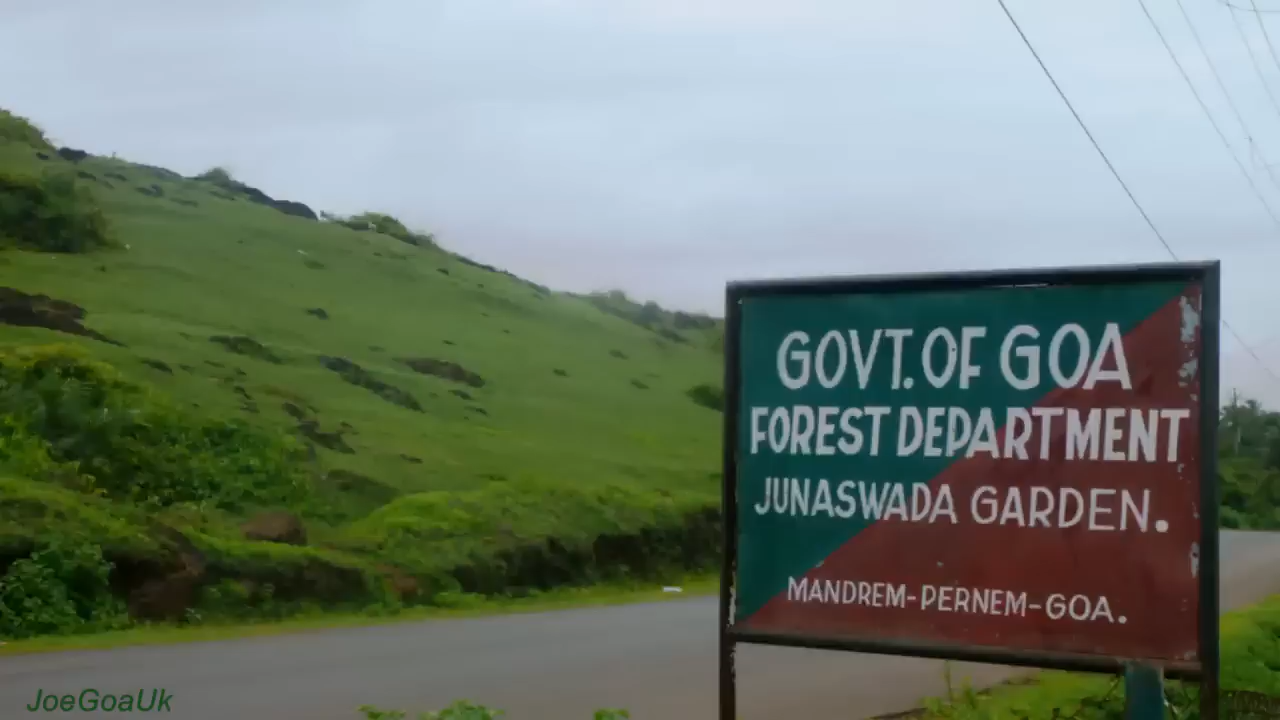 GOVT. OF GOA
FOREST DEPARTMENT
JUNASWADA GARDEN.
MANDREM-PERNEM-GOA.
JoeGoaUk